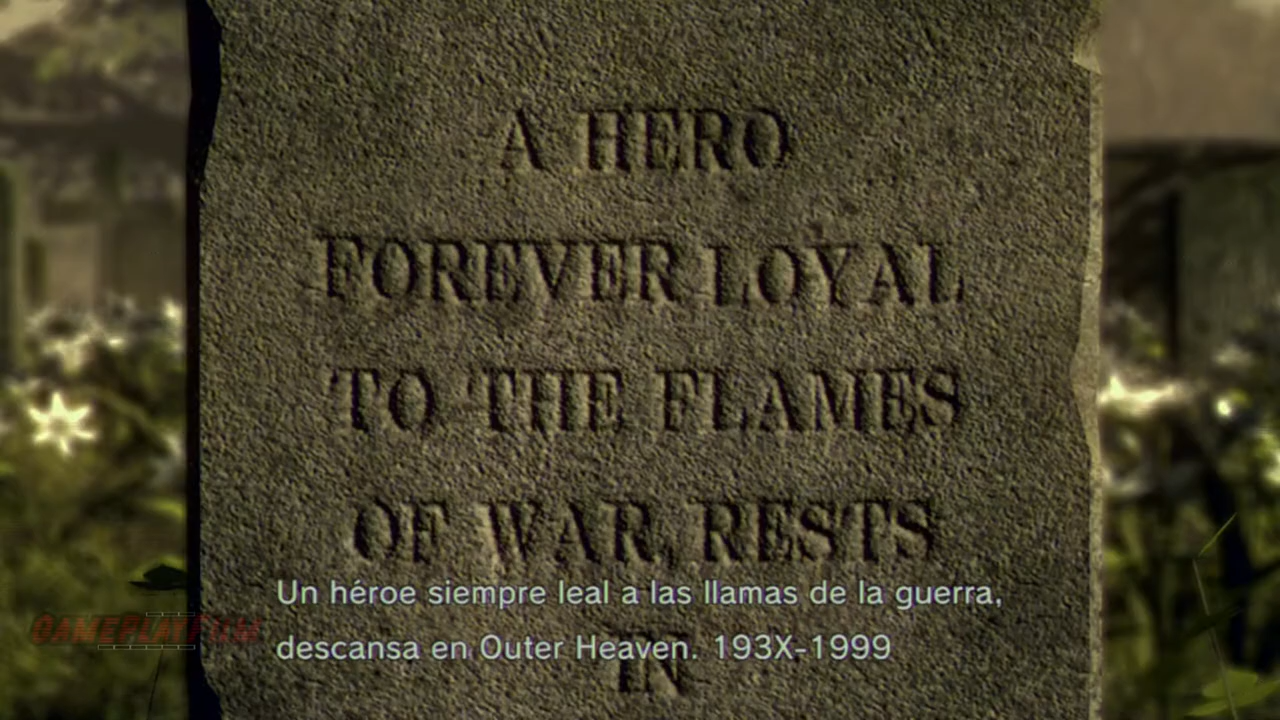 A HERO
FOREVER LOYAL
TO THE FLAMES
OF WAR, RESTS
Un héroe siempre leal a las llamas de la guerra,
descansa en Outer Heaven. 193X-1999
IN
GAMEPLAYFILM